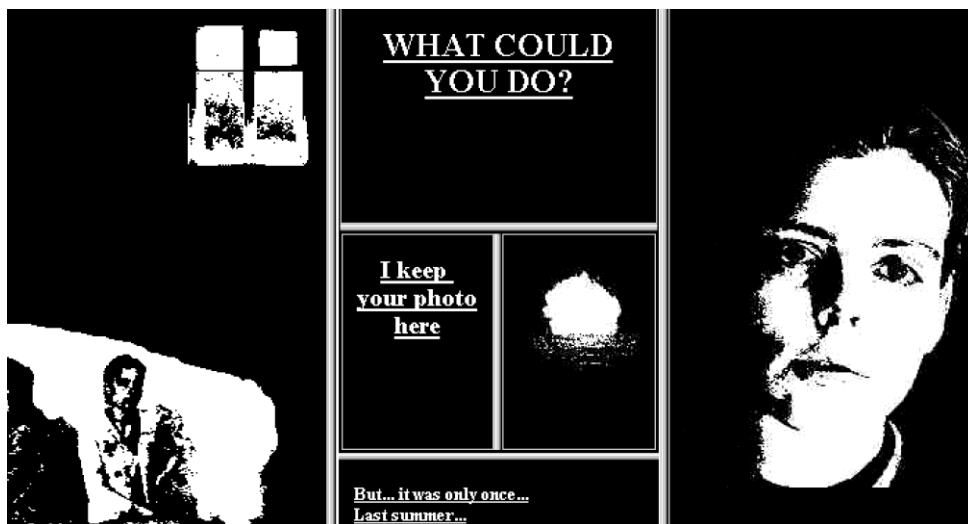 WHAT COULD
YOU DO?
I keep
your photo
here
But... it was only once...
Last summer...